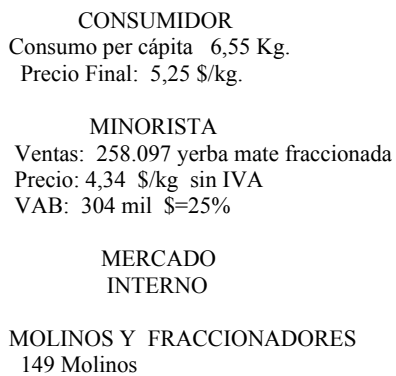 CONSUMIDOR
Consumo per cápita 6,55 Kg.
Precio Final: 5,25 $/kg.
MINORISTA
Ventas: 258.097 yerba mate fraccionada
Precio: 4,34 $/kg sin IVA
VAB: 304 mil $=25%
MERCADO
INTERNO
MOLINOS Y FRACCIONADORES
149 Molinos